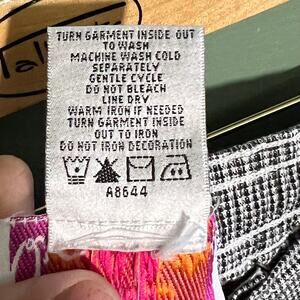 TURN GARMENT INSIDE OUT
TO WASH
MACHINE WASH COLD
SEPARATELY
GENTLE CYCLE
DO NOT BLEACH
LINE DRY
WARM IRON IF NEEDED
TURN GARMENT INSIDE
OUT TO IRON
DO NOT IRON DECORATION
A8644